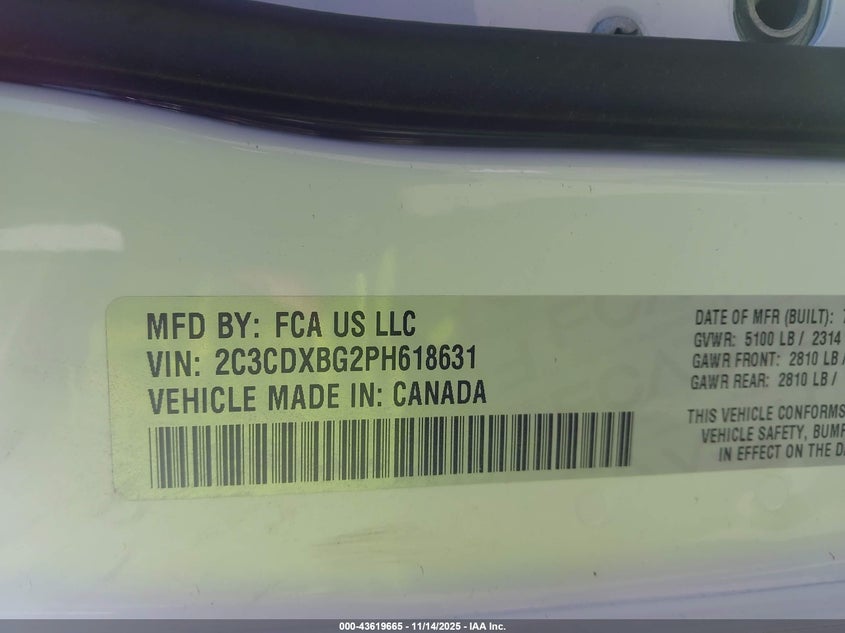 MFD BY: FCA US LLC
VIN: 2C3CDXBG2PH618631
VEHICLE MADE IN: CANADA
DATE OF MFR (BUILT):
GVWR: 5100 LB / 2314
GAWR FRONT: 2810 LB /
GAWR REAR: 2810 LB /
THIS VEHICLE CONFORMS
VEHICLE SAFETY, BUMP
IN EFFECT ON THE D
000-43619665 - 11/14/2025 - IAA Inc.